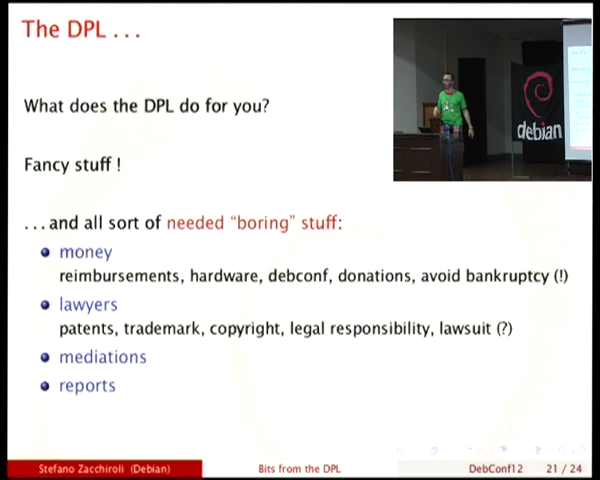 The DPL . . .
debian
What does the DPL do for you?
Fancy stuff !
. . . and all sort of needed “boring” stuff:
money
reimbursements, hardware, debconf, donations, avoid bankruptcy (!)
lawyers
patents, trademark, copyright, legal responsibility, lawsuit (?)
mediations
reports
Stefano Zacchiroli (Debian)
Bits from the DPL
DebConf12
21 / 24